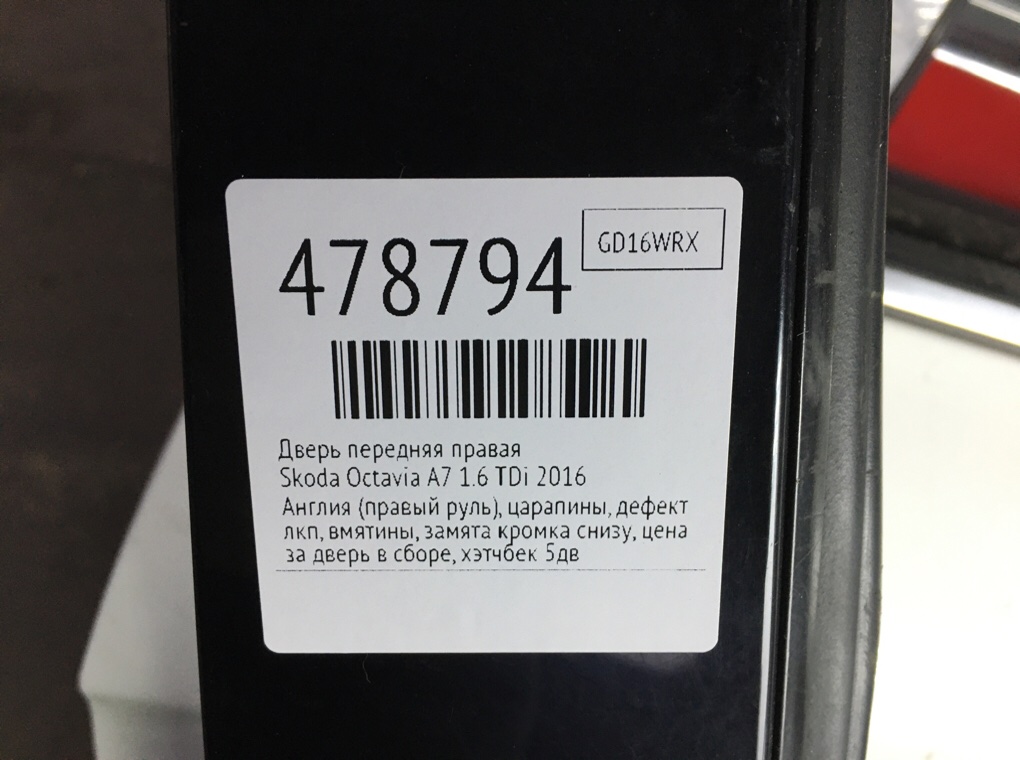 478794
GD16WRX
Дверь передняя правая
Skoda Octavia A7 1.6 TDi 2016
Англия (правый руль), царапины, дефект
лкп, вмятины, замята кромка снизу, цена
за дверь в сборе, хэтчбек 5дв